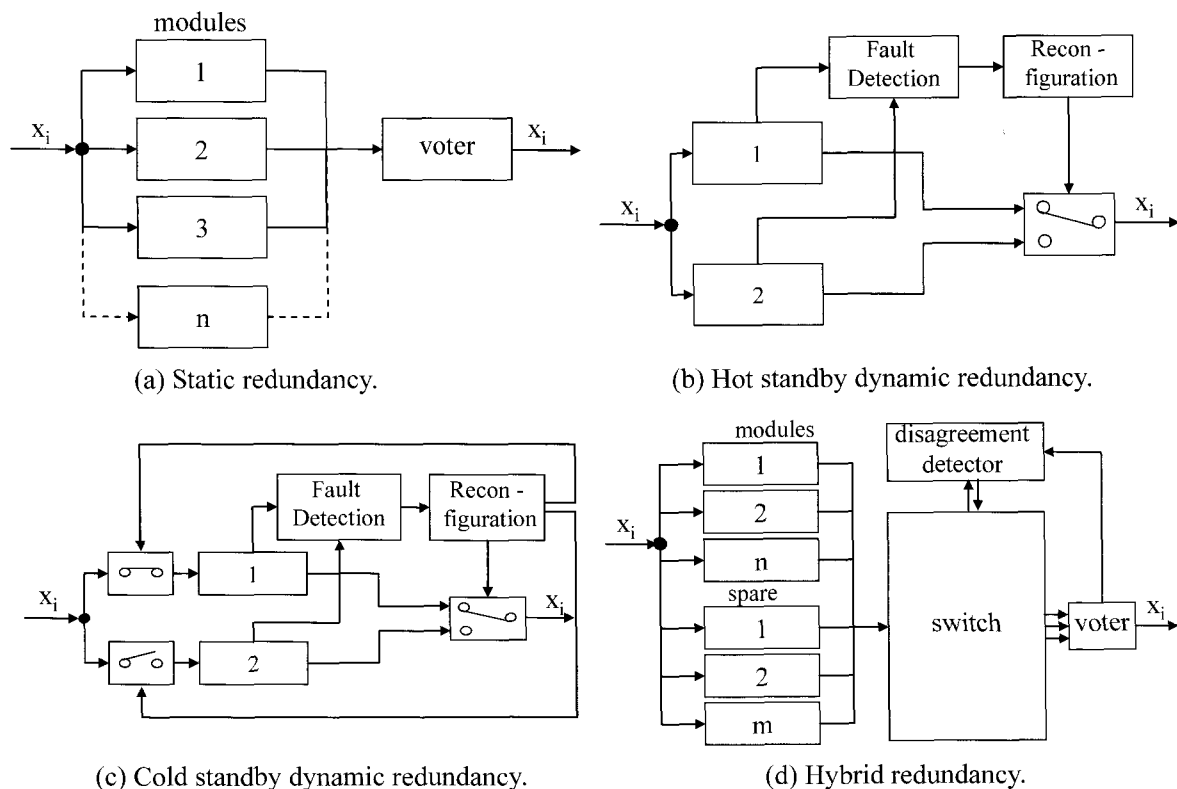 modules
1
2
3
n
x_i
voter
x_i
(a) Static redundancy.
Fault
Detection
Recon -
figuration
1
2
x_i
x_i
(b) Hot standby dynamic redundancy.
Fault
Detection
Recon -
figuration
1
2
x_i
x_i
(c) Cold standby dynamic redundancy.
modules
1
2
n
x_i
spare
1
2
m
disagreement
detector
switch
voter
x_i
(d) Hybrid redundancy.